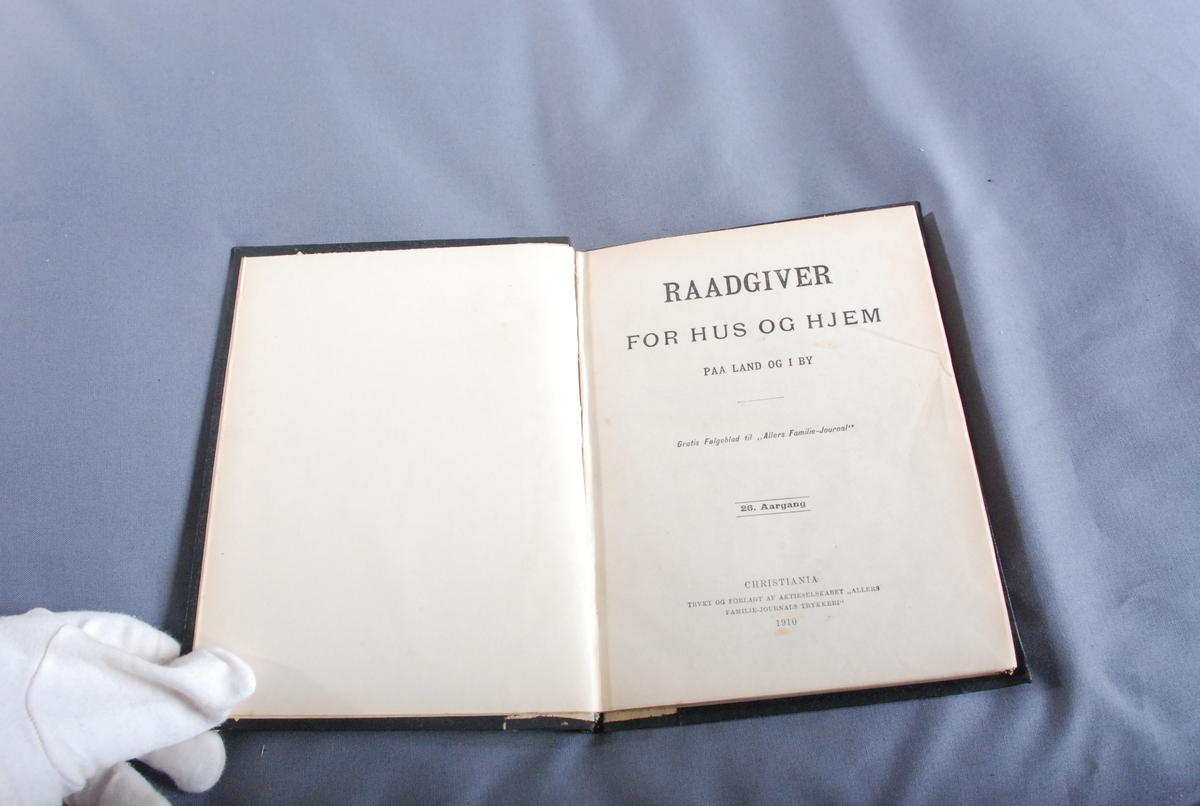 RAADGIVER
FOR HUS OG HJEM
PAA LAND OG I BY
Gratis Følgeblad til „Allers Familie-Journal“
26. Aargang
CHRISTIANIA
TRYKT OG FORLAGT AF AKTIESELSKABET „ALLERS
FAMILIE-JOURNALS TRYKKERI“
1910